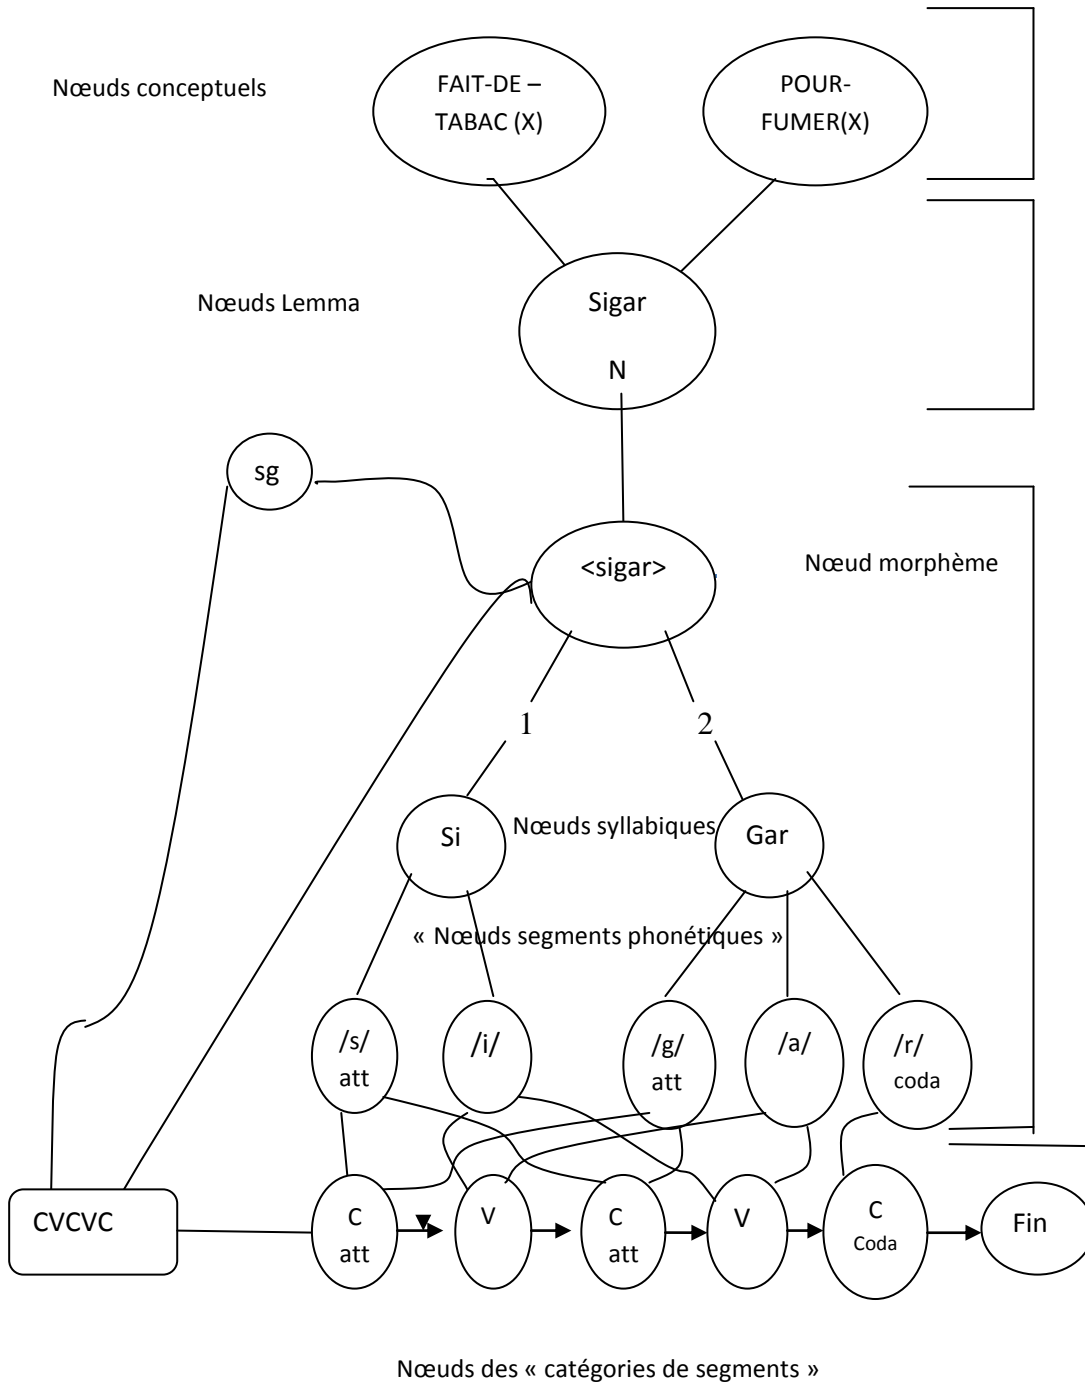 Nœuds conceptuels
FAIT-DE –
TABAC (X)
POUR-
FUMER(X)
Nœuds Lemma
Sigar
N
sg
<sigar>
Nœud morphème
1
2
Si
Nœuds syllabiques
Gar
« Nœuds segments phonétiques »
/s/
att
/i/
/g/
att
/a/
/r/
coda
CVCVC
C
att
V
C
att
V
C
Coda
Fin
Nœuds des « catégories de segments »